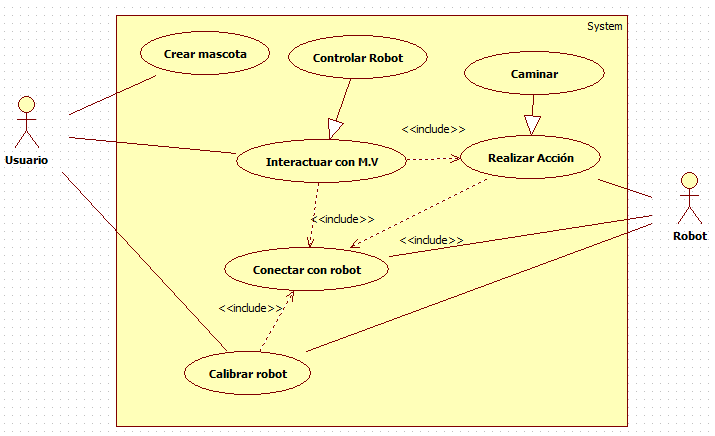 System
Crear mascota
Controlar Robot
Caminar
<<include>>
Usuario
Interactuar con M.V
Realizar Acción
<<include>>
<<include>>
Robot
Conectar con robot
<<include>>
Calibrar robot